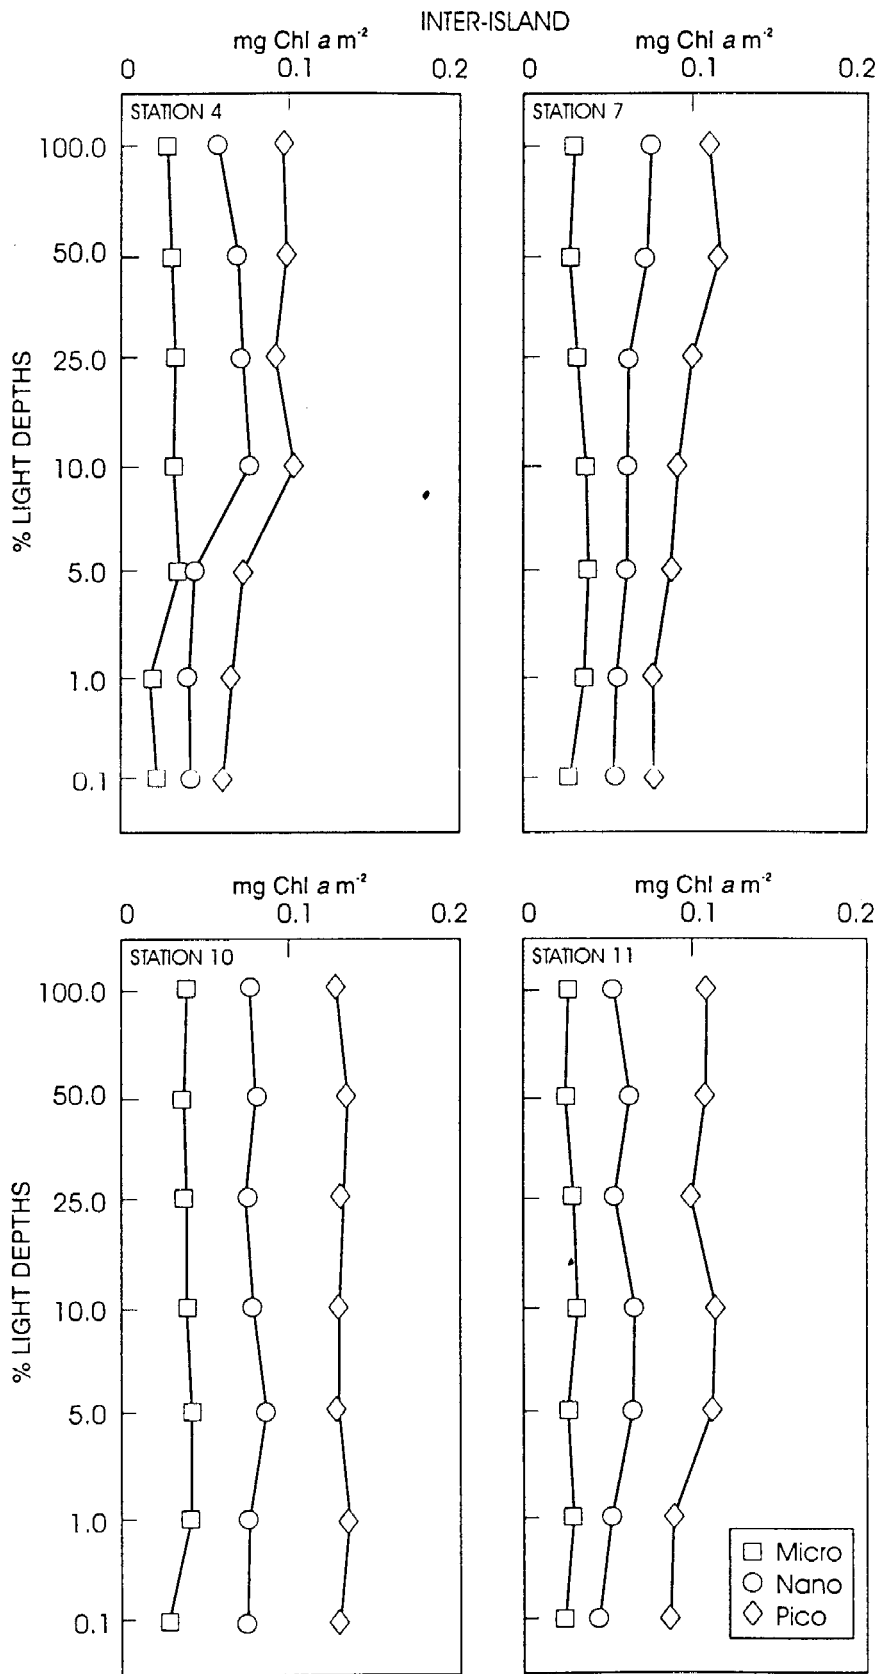 INTER-ISLAND
mg Chl a m⁻² mg Chl a m⁻²
0 0.1 0.2 0 0.1 0.2
STATION 4 STATION 7
100.0
50.0
25.0
10.0
5.0
1.0
0.1
% LIGHT DEPTHS
mg Chl a m⁻² mg Chl a m⁻²
0 0.1 0.2 0 0.1 0.2
STATION 10 STATION 11
100.0
50.0
25.0
10.0
5.0
1.0
0.1
% LIGHT DEPTHS
Micro
Nano
Pico